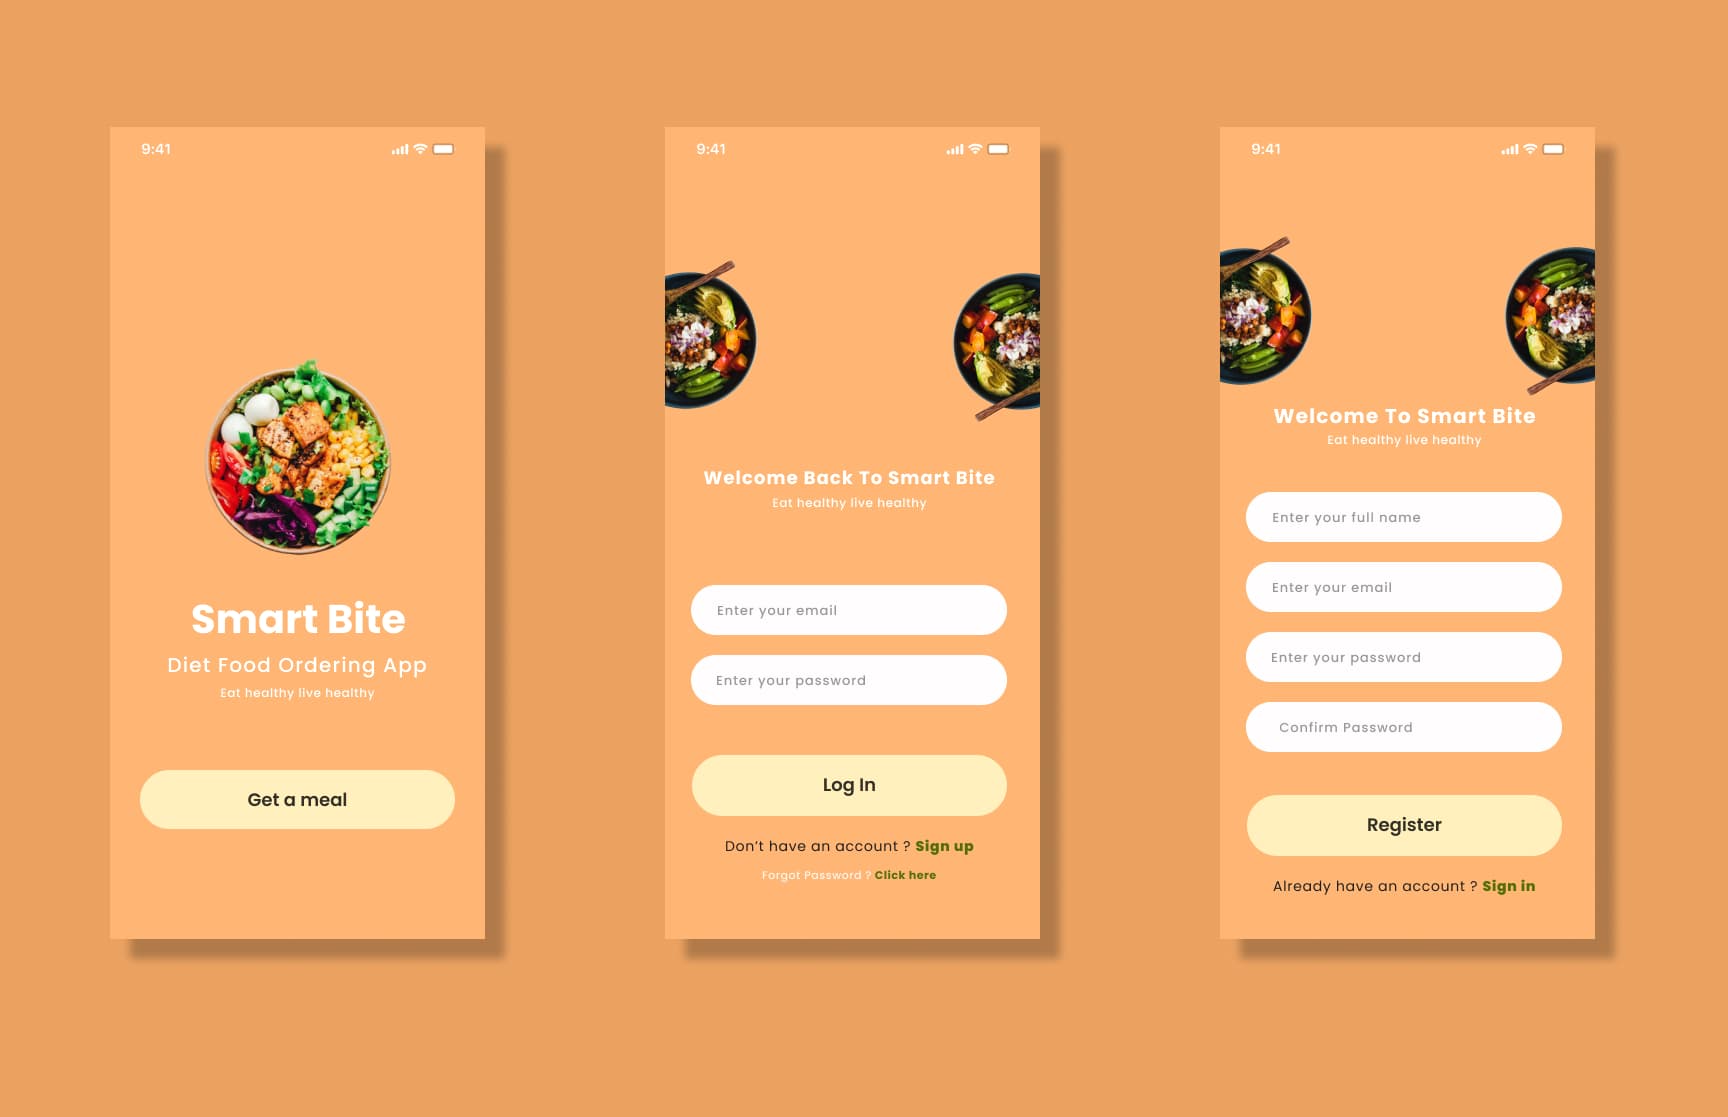 9:41
Smart Bite
Diet Food Ordering App
Eat healthy live healthy
Get a meal
9:41
Welcome Back To Smart Bite
Eat healthy live healthy
Enter your email
Enter your password
Log In
Don’t have an account ? Sign up
Forgot Password ? Click here
9:41
Welcome To Smart Bite
Eat healthy live healthy
Enter your full name
Enter your email
Enter your password
Confirm Password
Register
Already have an account ? Sign in